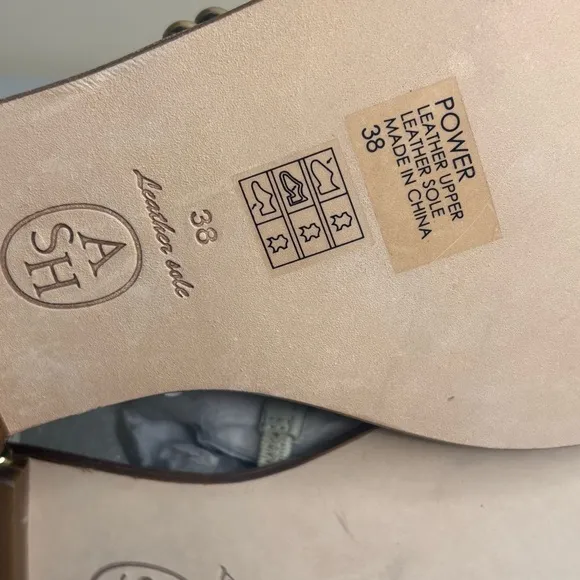 POWER
LEATHER UPPER
LEATHER SOLE
MADE IN CHINA
38
38
Leather sole
A
SH